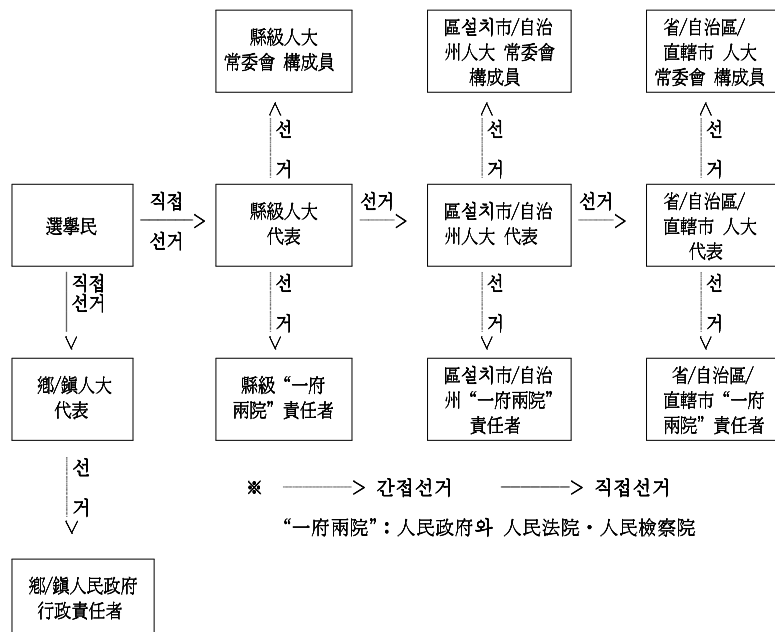 縣級人大
常委會 構成員
區설치市/自治
州人大 常委會
構成員
省/自治區/
直轄市 人大
常委會 構成員
선
거
선
거
선
거
選擧民
직접
선거
縣級人大
代表
선거
區설치市/自治
州人大 代表
선거
省/自治區/
直轄市 人大
代表
직접
선거
선
거
선
거
선
거
鄕/鎭人大
代表
縣級 “一府
兩院” 責任者
區설치市/自治
州 “一府兩院”
責任者
省/自治區/
直轄市 “一府
兩院” 責任者
선
거
※ 간접선거 직접선거
“一府兩院” : 人民政府와 人民法院・人民檢察院
鄕/鎭人民政府
行政責任者